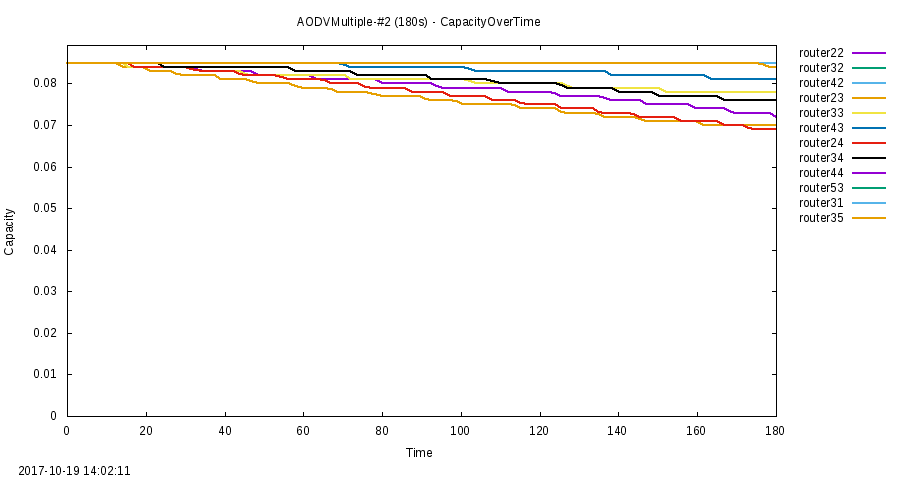 AODVMultiple-#2 (180s) - CapacityOverTime
router22
router32
router42
router23
router33
router43
router24
router34
router44
router53
router31
router35
0.08
0.07
0.06
0.05
0.04
0.03
0.02
0.01
0
Capacity
0 20 40 60 80 100 120 140 160 180
Time
2017-10-19 14:02:11